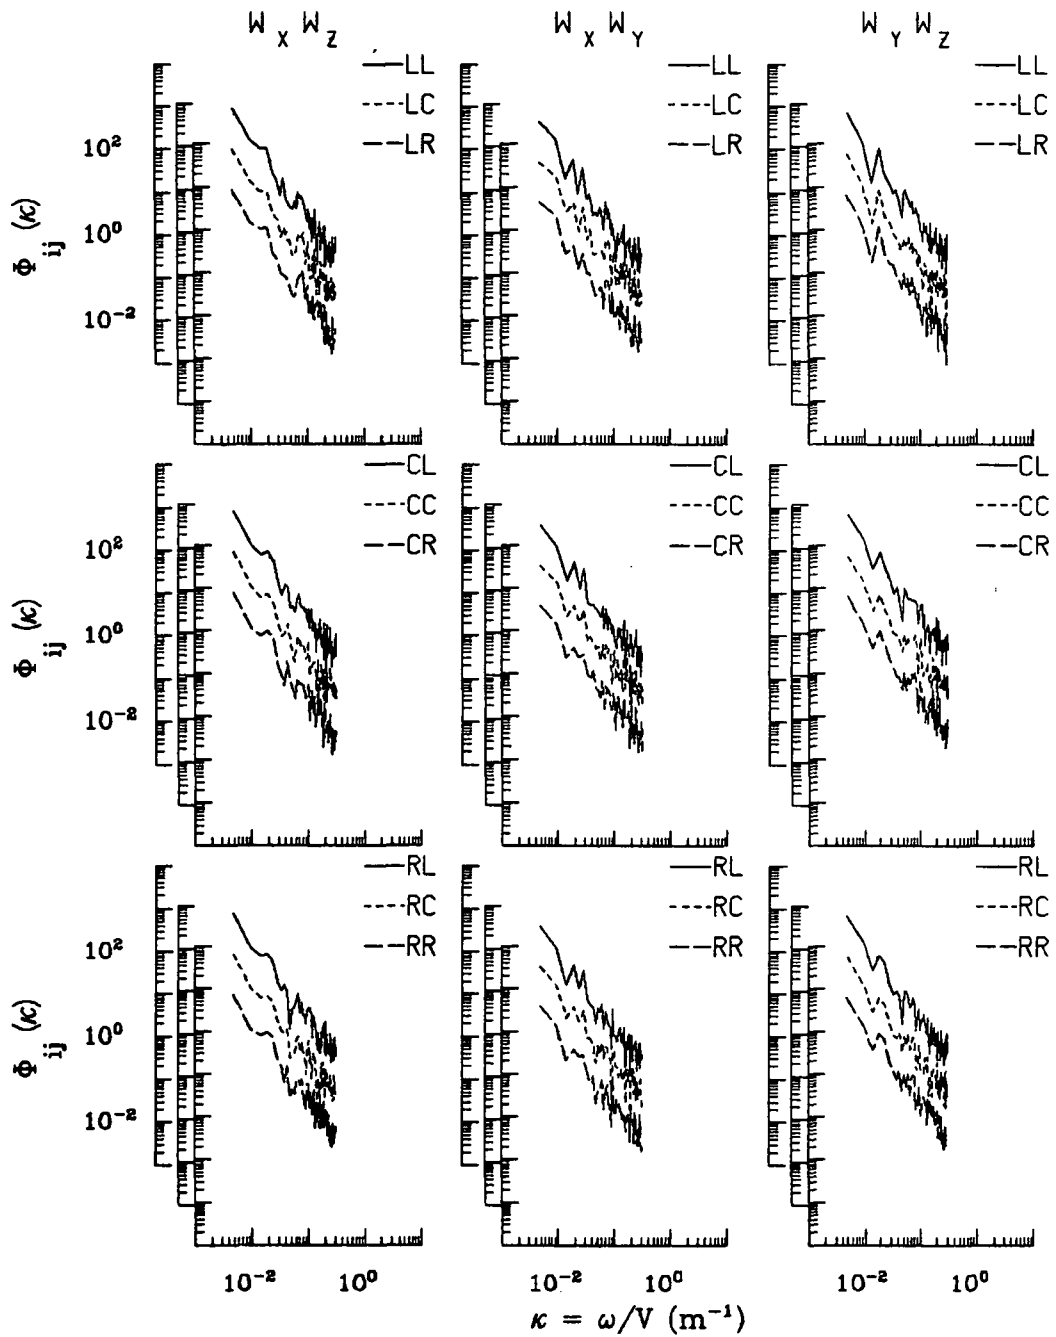 W X W Z
W X W Y
W Y W Z
LL
LC
LR
LL
LC
LR
LL
LC
LR
10²
10⁰
10⁻²
Φ ij (κ)
CL
CC
CR
CL
CC
CR
CL
CC
CR
10²
10⁰
10⁻²
Φ ij (κ)
RL
RC
RR
RL
RC
RR
RL
RC
RR
10²
10⁰
10⁻²
Φ ij (κ)
10⁻² 10⁰
10⁻² 10⁰
10⁻² 10⁰
κ = ω/V (m⁻¹)